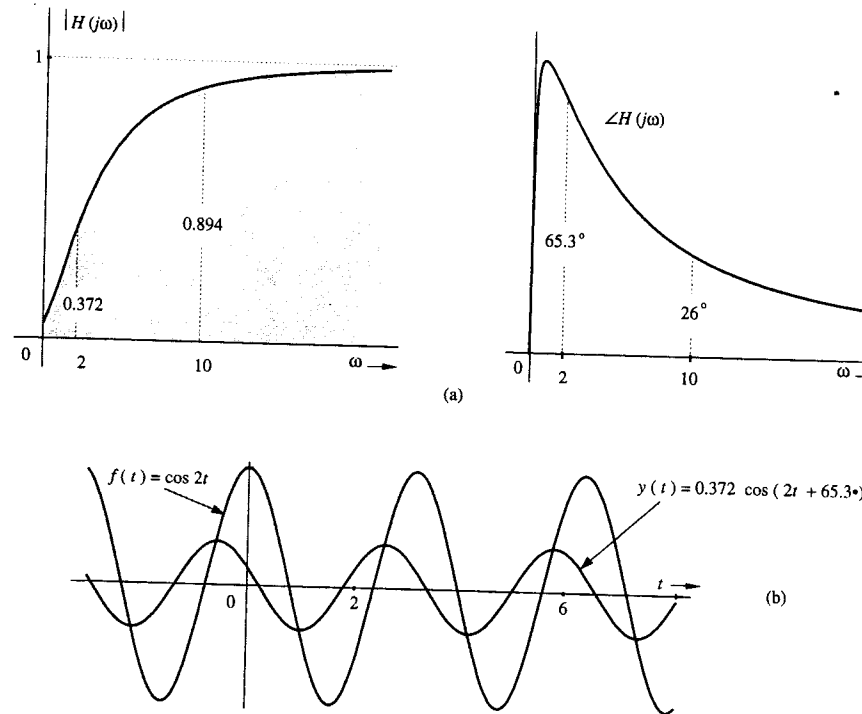 |H(jω)|
1
0.894
0.372
0
2
10
ω
∠H(jω)
65.3°
26°
0
2
10
ω
(a)
f(t) = cos 2t
y(t) = 0.372 cos (2t + 65.3•)
0
2
6
t
(b)